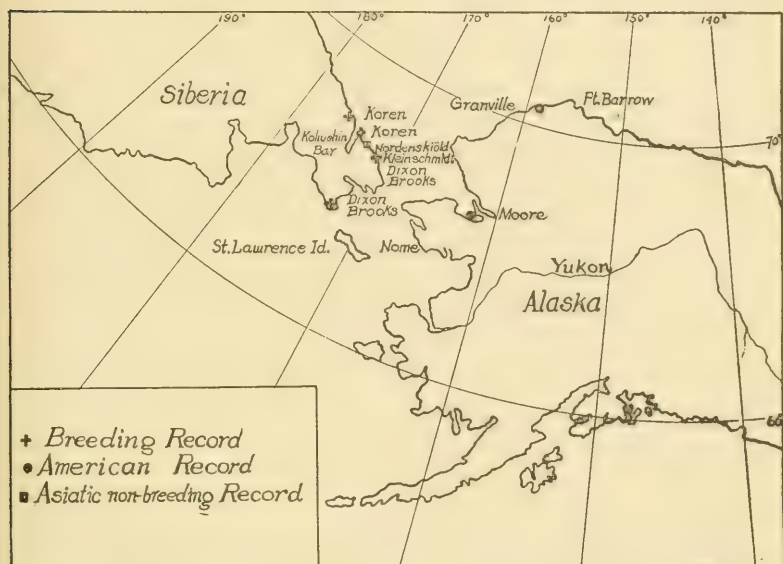 190°
180°
170°
160°
150°
140°
Siberia
Koren
Koren
Koliushin
Bar
Nordenskiöld
Kleinschmidt
Dixon
Brooks
Granville
Pt. Barrow
70°
Dixon
Brooks
Moore
St. Lawrence Id.
Nome
Yukon
Alaska
Breeding Record
American Record
Asiatic non-breeding Record